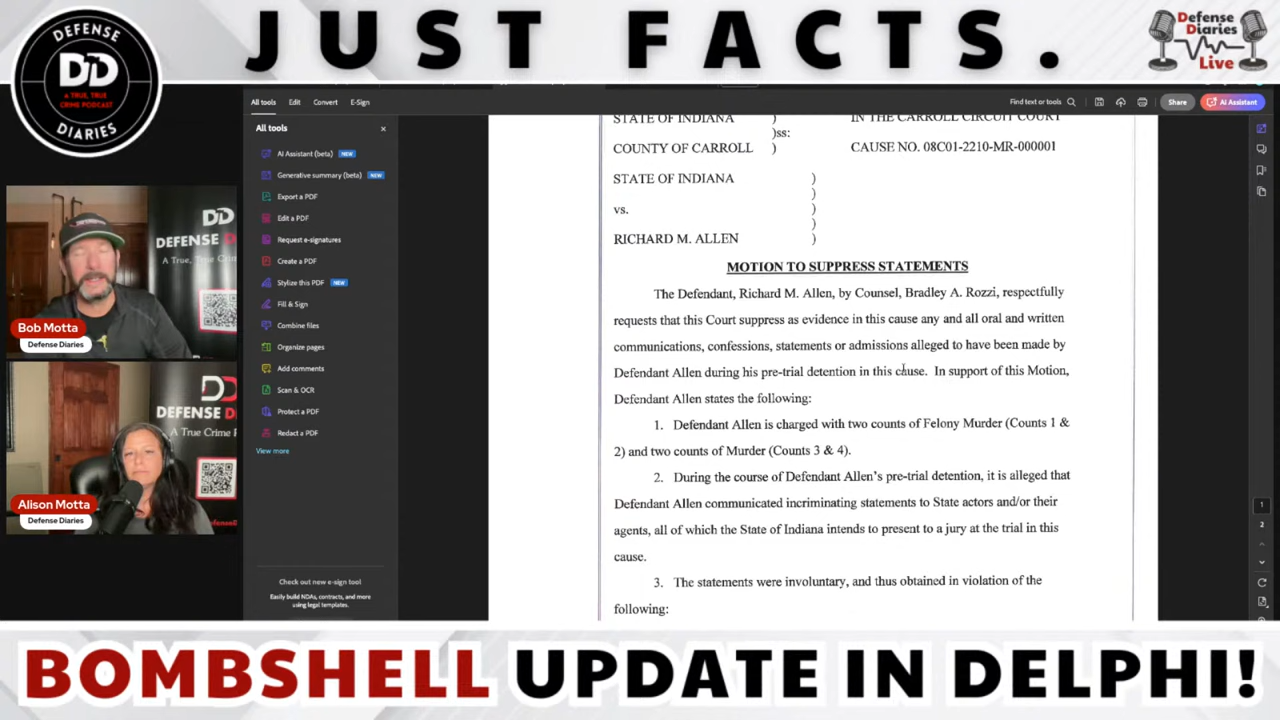 JUST FACTS.
DEFENSE
DD
A TRUE, TRUE
CRIME PODCAST
DIARIES
Defense
Diaries
Live
All tools
Edit
Convert
E-Sign
Find text or tools
Share
AI Assistant
All tools
AI Assistant (beta) NEW
Generative summary (beta) NEW
Export a PDF
Edit a PDF
Request e-signatures
Create a PDF
Stylize this PDF NEW
Fill & Sign
Combine files
Organize pages
Add comments
Scan & OCR
Protect a PDF
Redact a PDF
View more
Check out new e-sign tool
Easily build NDAs, contracts, and more
using legal templates.
STATE OF INDIANA ) IN THE CARROLL CIRCUIT COURT
)ss:
COUNTY OF CARROLL ) CAUSE NO. 08C01-2210-MR-000001
STATE OF INDIANA )
)
vs. )
)
RICHARD M. ALLEN )
MOTION TO SUPPRESS STATEMENTS
The Defendant, Richard M. Allen, by Counsel, Bradley A. Rozzi, respectfully
requests that this Court suppress as evidence in this cause any and all oral and written
communications, confessions, statements or admissions alleged to have been made by
Defendant Allen during his pre-trial detention in this cause. In support of this Motion,
Defendant Allen states the following:
1. Defendant Allen is charged with two counts of Felony Murder (Counts 1 &
2) and two counts of Murder (Counts 3 & 4).
2. During the course of Defendant Allen's pre-trial detention, it is alleged that
Defendant Allen communicated incriminating statements to State actors and/or their
agents, all of which the State of Indiana intends to present to a jury at the trial in this
cause.
3. The statements were involuntary, and thus obtained in violation of the
following:
1
2
DD
DEFENSE D
A True, True Crim
Bob Motta
Defense Diaries
DEFENSE D
A True Crime P
Alison Motta
Defense Diaries
BOMBSHELL UPDATE IN DELPHI!